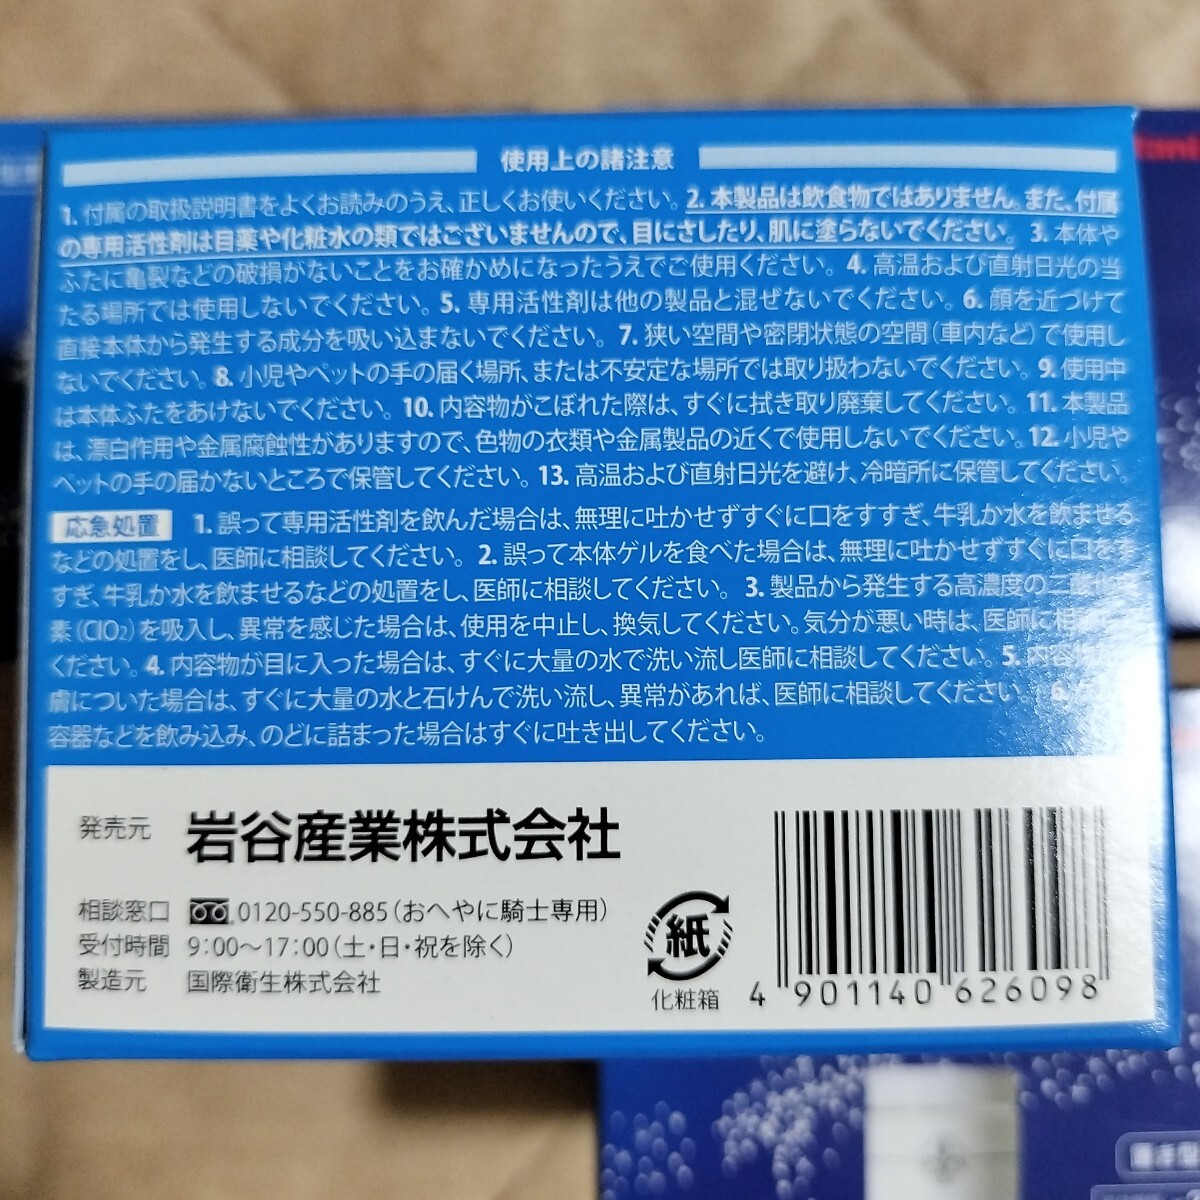 使用上の諸注意
1. 付属の取扱説明書をよくお読みのうえ、正しくお使いください。2. 本製品は飲食物ではありません。また、付属
の専用活性剤は目薬や化粧水の類ではございませんので、目にさしたり、肌に塗らないでください。 3. 本体や
ふたに亀裂などの破損がないことをお確かめになったうえでご使用ください。 4. 高温および直射日光の当
たる場所では使用しないでください。 5. 専用活性剤は他の製品と混ぜないでください。 6. 顔を近づけて
直接本体から発生する成分を吸い込まないでください。 7. 狭い空間や密閉状態の空間(車内など)で使用し
ないでください。 8. 小児やペットの手の届く場所、または不安定な場所では取り扱わないでください。 9. 使用中
は本体ふたをあけないでください。 10. 内容物がこぼれた際は、すぐに拭き取り廃棄してください。 11. 本製品
は、漂白作用や金属腐蝕性がありますので、色物の衣類や金属製品の近くで使用しないでください。 12. 小児や
ペットの手の届かないところで保管してください。 13. 高温および直射日光を避け、冷暗所に保管してください。
応急処置 1. 誤って専用活性剤を飲んだ場合は、無理に吐かせずすぐに口をすすぎ、牛乳か水を飲ませる
などの処置をし、医師に相談してください。 2. 誤って本体ゲルを食べた場合は、無理に吐かせずすぐに口をす
すぎ、牛乳か水を飲ませるなどの処置をし、医師に相談してください。 3. 製品から発生する高濃度の二酸化
素(ClO2)を吸入し、異常を感じた場合は、使用を中止し、換気してください。気分が悪い時は、医師に相
ください。 4. 内容物が目に入った場合は、すぐに大量の水で洗い流し医師に相談してください。 5. 内容
膚についた場合は、すぐに大量の水と石けんで洗い流し、異常があれば、医師に相談してください。 6.
容器などを飲み込み、のどに詰まった場合はすぐに吐き出してください。
発売元 岩谷産業株式会社
相談窓口 0120-550-885(おへやに騎士専用)
受付時間 9:00〜17:00(土・日・祝を除く)
製造元 国際衛生株式会社
紙
化粧箱
4 901140 626098